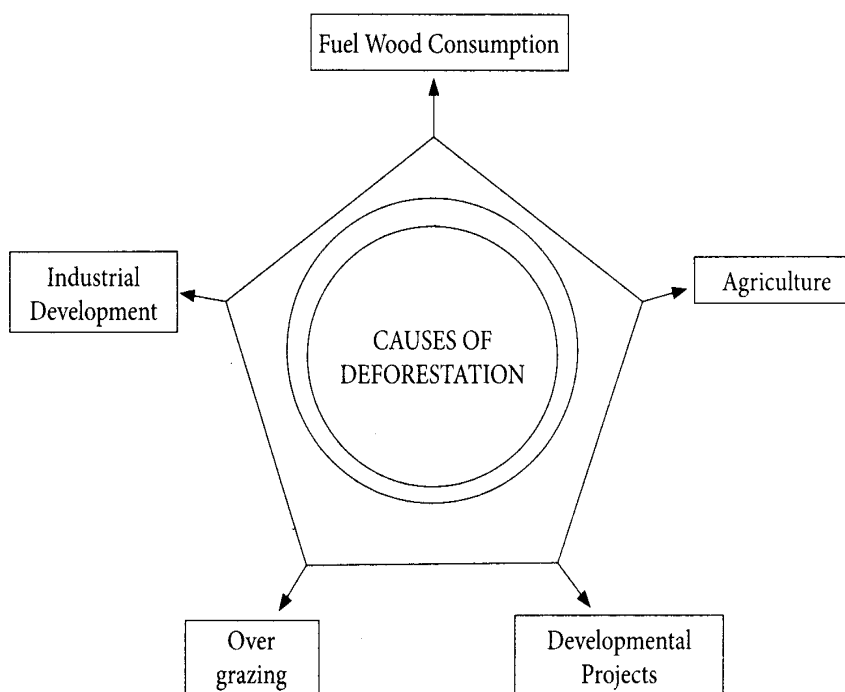 Fuel Wood Consumption
Industrial
Development
Agriculture
CAUSES OF
DEFORESTATION
Over
grazing
Developmental
Projects